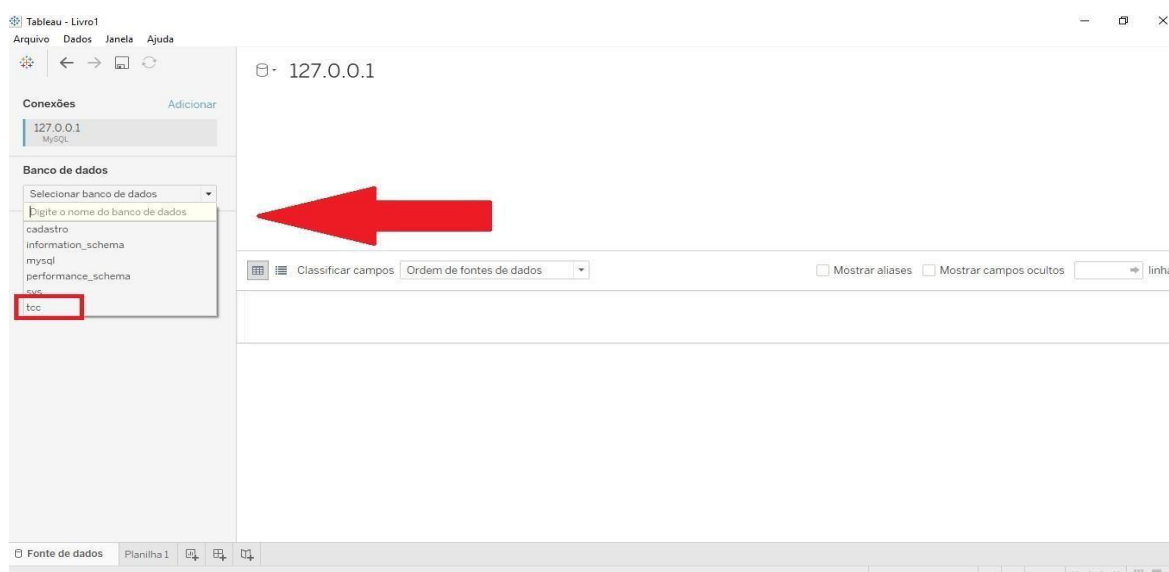 Tableau - Livro1
Arquivo Dados Janela Ajuda
127.0.0.1
Conexões Adicionar
127.0.0.1
MySQL
Banco de dados
Selecionar banco de dados
Digite o nome do banco de dados
cadastro
information_schema
mysql
performance_schema
sys
tcc
Classificar campos Ordem de fontes de dados Mostrar aliases Mostrar campos ocultos
Fonte de dados Planilha 1